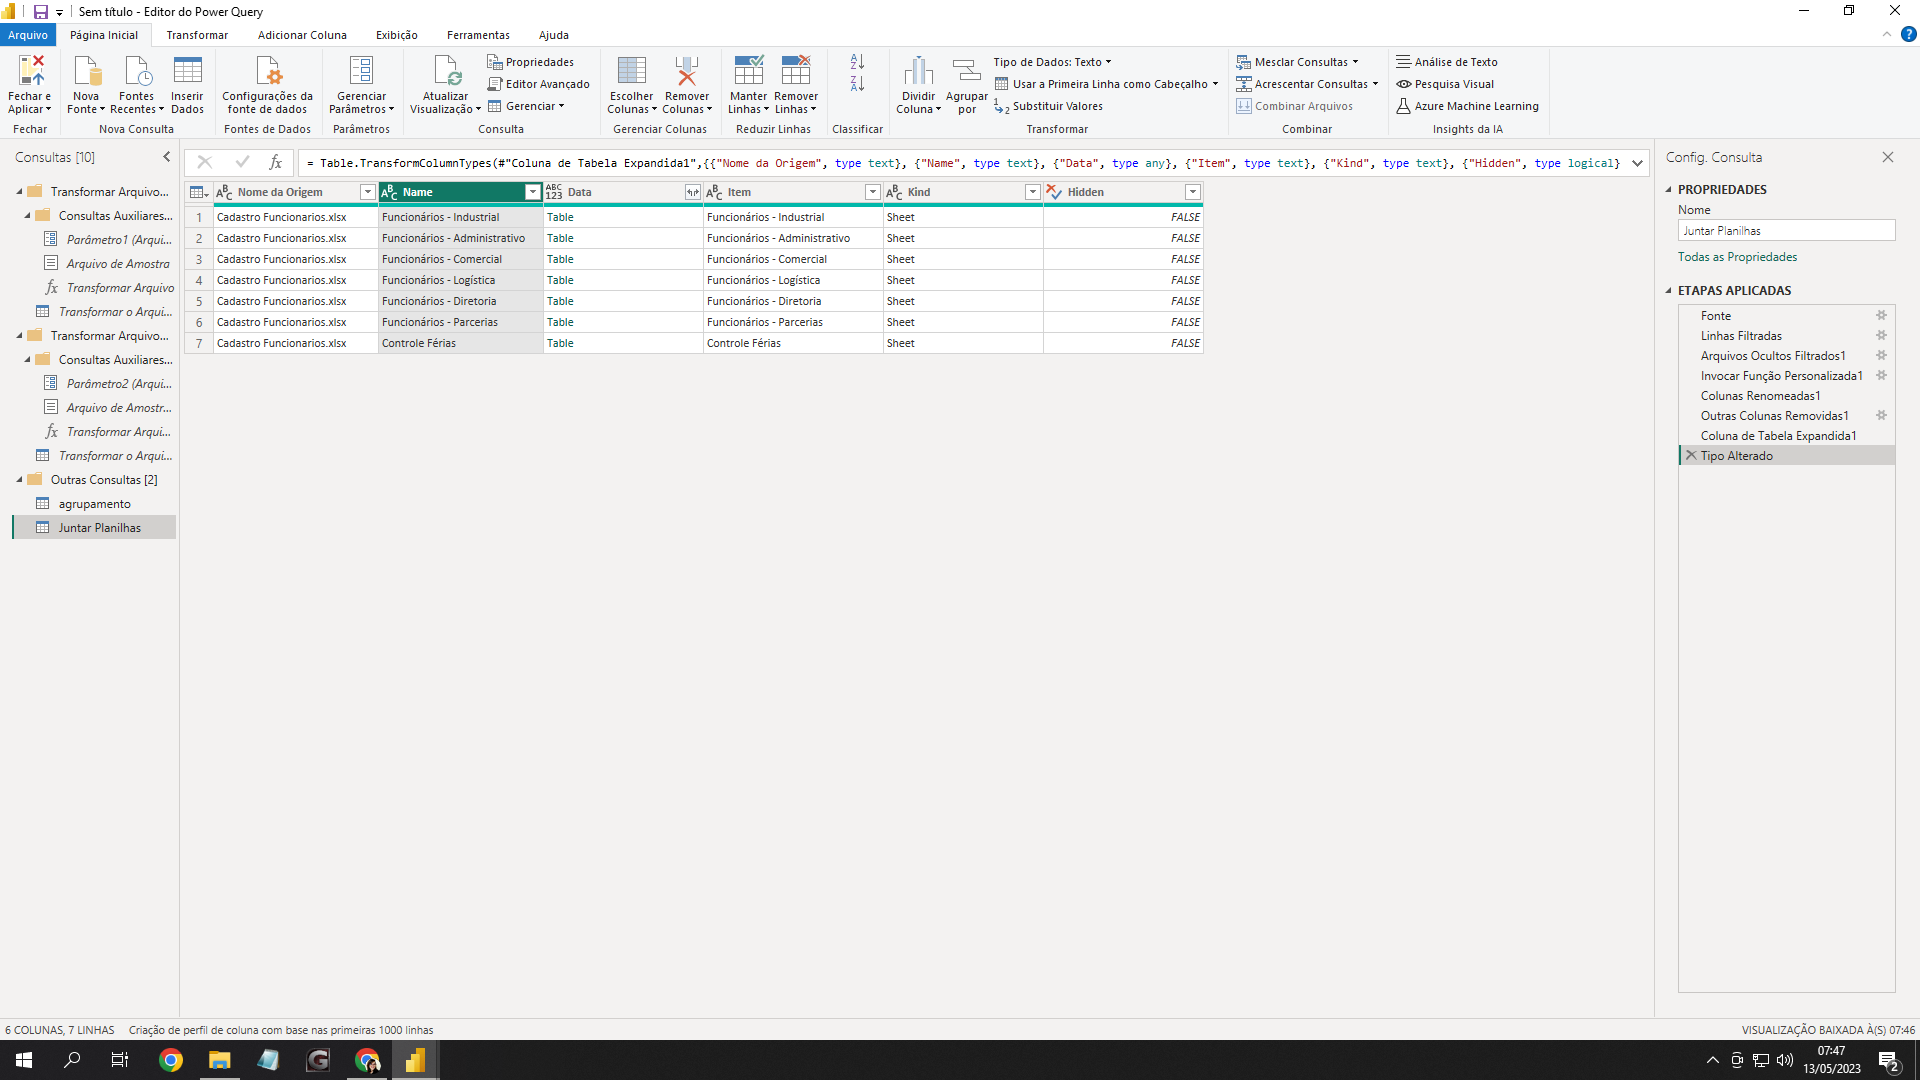 Sem título - Editor do Power Query
Arquivo
Página Inicial
Transformar
Adicionar Coluna
Exibição
Ferramentas
Ajuda
Fechar e Aplicar
Fechar
Nova Fonte
Fontes Recentes
Inserir Dados
Nova Consulta
Configurações da fonte de dados
Fontes de Dados
Gerenciar Parâmetros
Parâmetros
Atualizar Visualização
Propriedades
Editor Avançado
Gerenciar
Consulta
Escolher Colunas
Remover Colunas
Gerenciar Colunas
Manter Linhas
Remover Linhas
Reduzir Linhas
Classificar
Dividir Coluna
Agrupar por
Tipo de Dados: Texto
Usar a Primeira Linha como Cabeçalho
Substituir Valores
Transformar
Mesclar Consultas
Acrescentar Consultas
Combinar Arquivos
Combinar
Análise de Texto
Pesquisa Visual
Azure Machine Learning
Insights da IA
Consultas [10]
Transformar Arquivo...
Consultas Auxiliares...
Parâmetro1 (Arqui...
Arquivo de Amostra
Transformar Arquivo
Transformar o Arqui...
Transformar Arquivo...
Consultas Auxiliares...
Parâmetro2 (Arqui...
Arquivo de Amostr...
Transformar Arqui...
Transformar o Arqui...
Outras Consultas [2]
agrupamento
Juntar Planilhas
= Table.TransformColumnTypes(#"Coluna de Tabela Expandida1",{{"Nome da Origem", type text}, {"Name", type text}, {"Data", type any}, {"Item", type text}, {"Kind", type text}, {"Hidden", type logical}
Nome da Origem Name Data Item Kind Hidden
1 Cadastro Funcionarios.xlsx Funcionários - Industrial Table Funcionários - Industrial Sheet FALSE
2 Cadastro Funcionarios.xlsx Funcionários - Administrativo Table Funcionários - Administrativo Sheet FALSE
3 Cadastro Funcionarios.xlsx Funcionários - Comercial Table Funcionários - Comercial Sheet FALSE
4 Cadastro Funcionarios.xlsx Funcionários - Logística Table Funcionários - Logística Sheet FALSE
5 Cadastro Funcionarios.xlsx Funcionários - Diretoria Table Funcionários - Diretoria Sheet FALSE
6 Cadastro Funcionarios.xlsx Funcionários - Parcerias Table Funcionários - Parcerias Sheet FALSE
7 Cadastro Funcionarios.xlsx Controle Férias Table Controle Férias Sheet FALSE
Config. Consulta
PROPRIEDADES
Nome
Juntar Planilhas
Todas as Propriedades
ETAPAS APLICADAS
Fonte
Linhas Filtradas
Arquivos Ocultos Filtrados1
Invocar Função Personalizada1
Colunas Renomeadas1
Outras Colunas Removidas1
Coluna de Tabela Expandida1
Tipo Alterado
6 COLUNAS, 7 LINHAS
Criação de perfil de coluna com base nas primeiras 1000 linhas
VISUALIZAÇÃO BAIXADA À(S) 07:46
07:47
13/05/2023
2